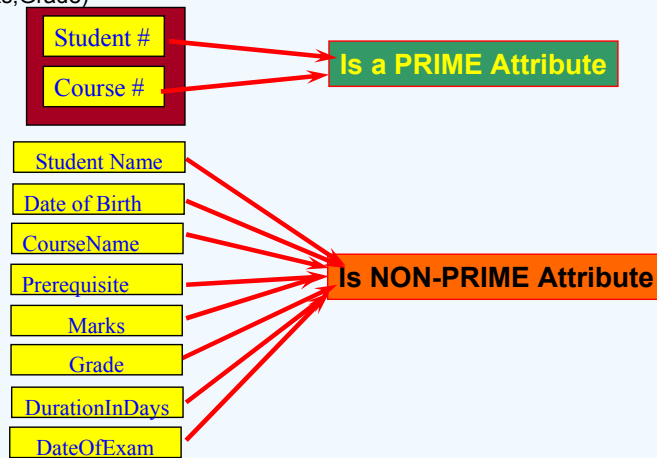 Student #
Course #
Is a PRIME Attribute
Student Name
Date of Birth
CourseName
Prerequisite
Marks
Grade
DurationInDays
DateOfExam
Is NON-PRIME Attribute